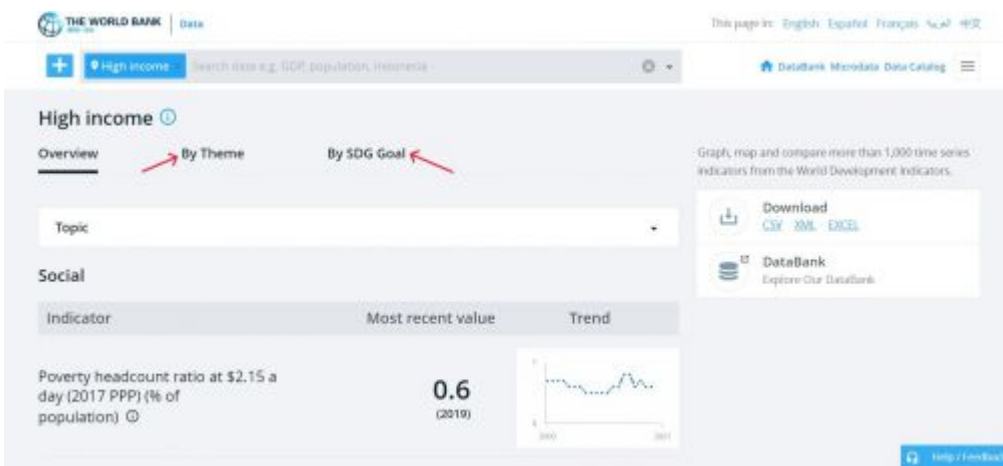 THE WORLD BANK Data
This page in: English Español Français العربية 中文
High income Search data e.g. GDP, population, Indonesia
DataBank Microdata Data Catalog
High income
Overview By Theme By SDG Goal
Graph, map and compare more than 1,000 time series
indicators from the World Development Indicators.
Topic
Download
CSV XML EXCEL
DataBank
Explore Our DataBank
Social
Indicator Most recent value Trend
Poverty headcount ratio at $2.15 a
day (2017 PPP) (% of
population)
0.6
(2019)
2000
Help / Feedback